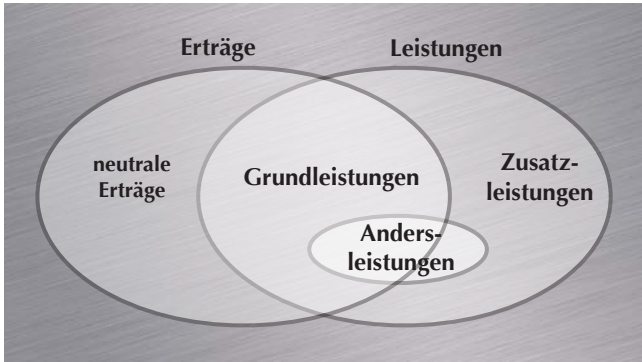 Erträge
Leistungen
neutrale
Erträge
Grundleistungen
Zusatz-
leistungen
Anders-
leistungen